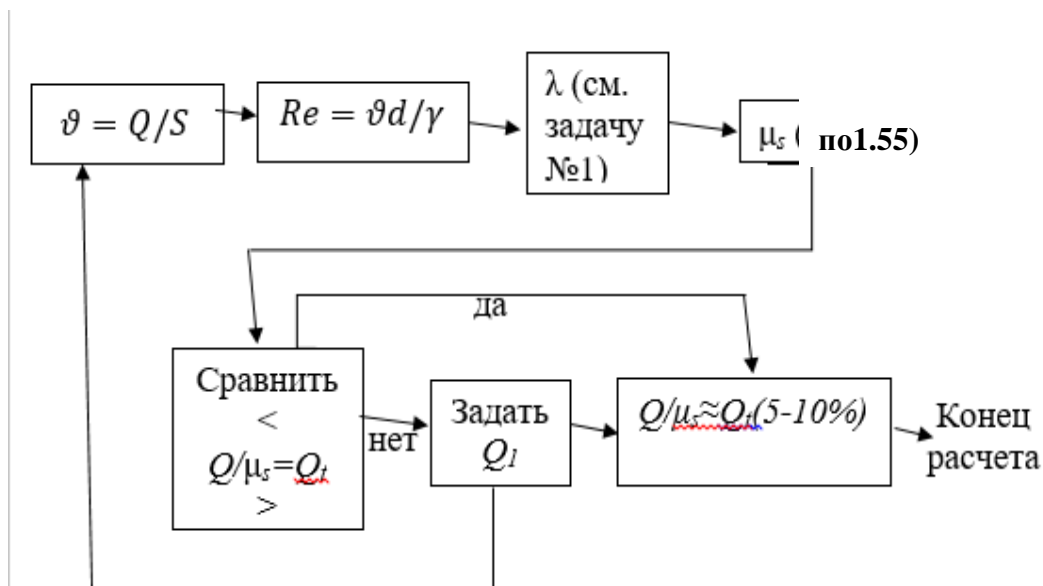 ϑ = Q/S
Re = ϑd/γ
λ (см.
задачу
№1)
μs ( по1.55)
да
Сравнить
<
Q/μs=Qt
>
нет
Задать
Q1
Q/μs≈Qt(5-10%)
Конец
расчета